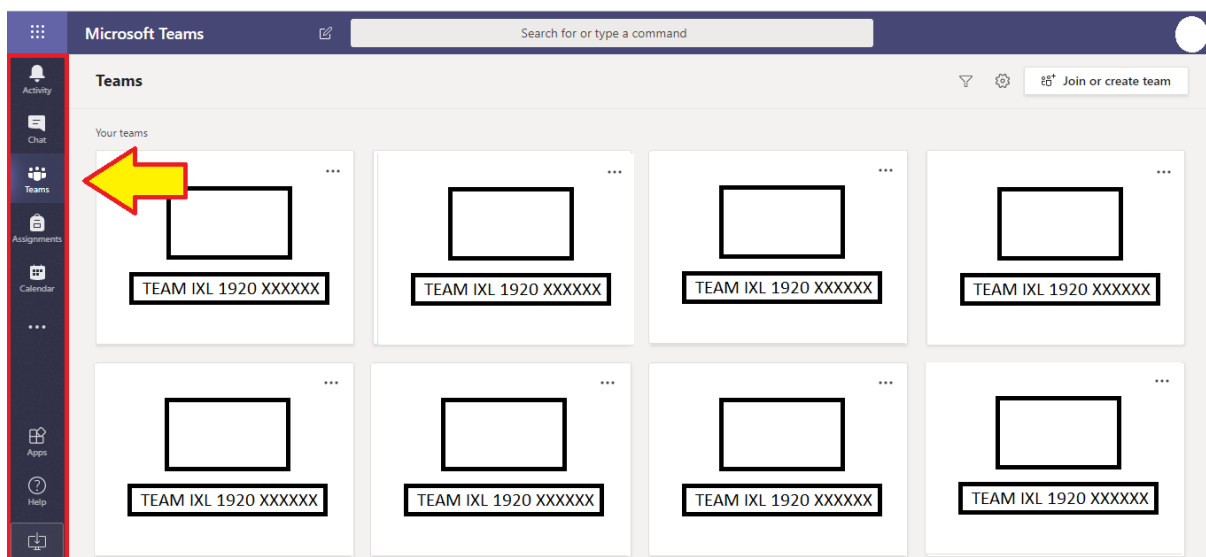 Microsoft Teams
Search for or type a command
Activity
Chat
Teams
Assignments
Calendar
Apps
Help
Teams
Join or create team
Your teams
TEAM IXL 1920 XXXXXX
TEAM IXL 1920 XXXXXX
TEAM IXL 1920 XXXXXX
TEAM IXL 1920 XXXXXX
TEAM IXL 1920 XXXXXX
TEAM IXL 1920 XXXXXX
TEAM IXL 1920 XXXXXX
TEAM IXL 1920 XXXXXX